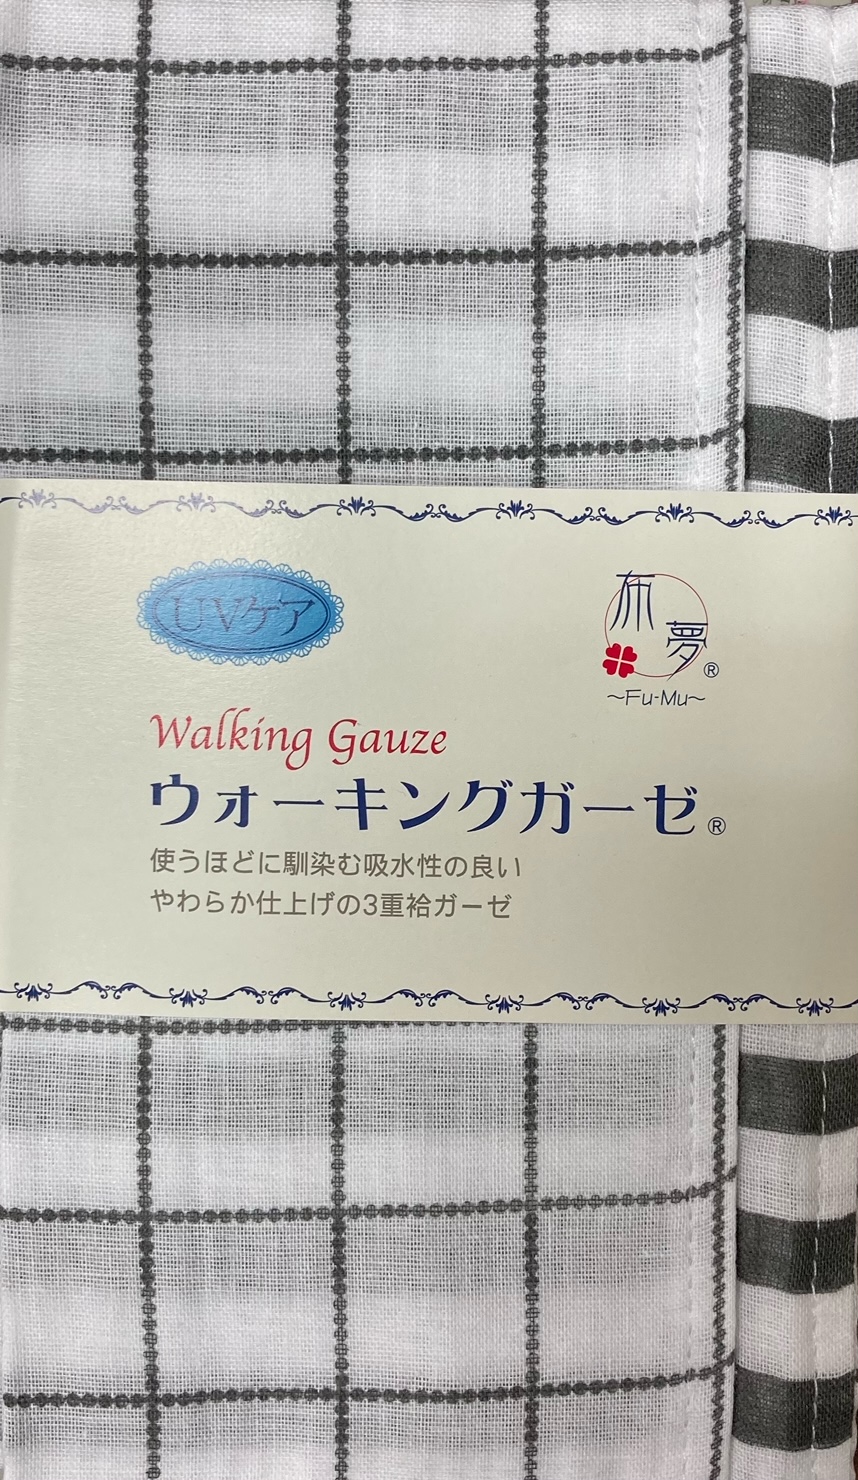 UVケア
布夢®
~Fu-Mu~
Walking Gauze
ウォーキングガーゼ®
使うほどに馴染む吸水性の良い
やわらか仕上げの3重袷ガーゼ